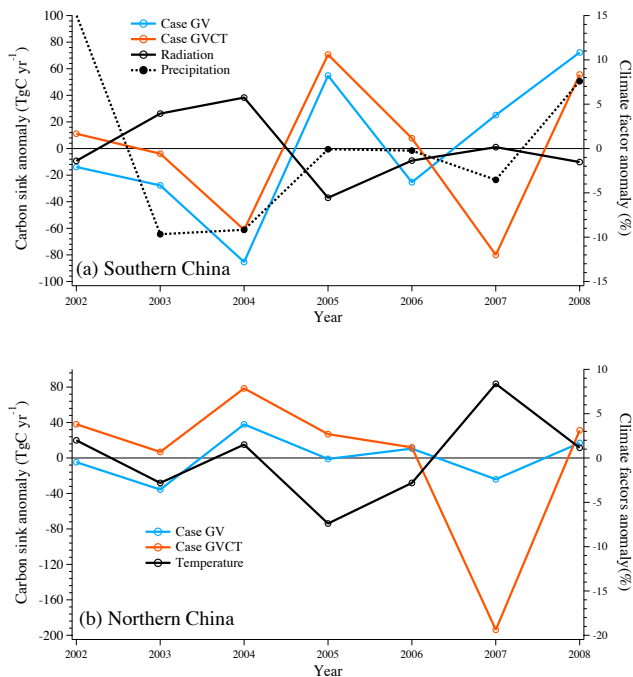 Carbon sink anomaly (TgC yr⁻¹)
100
80
60
40
20
0
-20
-40
-60
-80
-100
Case GV
Case GVCT
Radiation
Precipitation
(a) Southern China
15
10
5
0
-5
-10
-15
Climate factor anomaly (%)
2002 2003 2004 2005 2006 2007 2008
Year
Carbon sink anomaly (TgC yr⁻¹)
80
40
0
-40
-80
-120
-160
-200
Case GV
Case GVCT
Temperature
(b) Northern China
10
5
0
-5
-10
-15
-20
Climate factors anomaly(%)
2002 2003 2004 2005 2006 2007 2008
Year